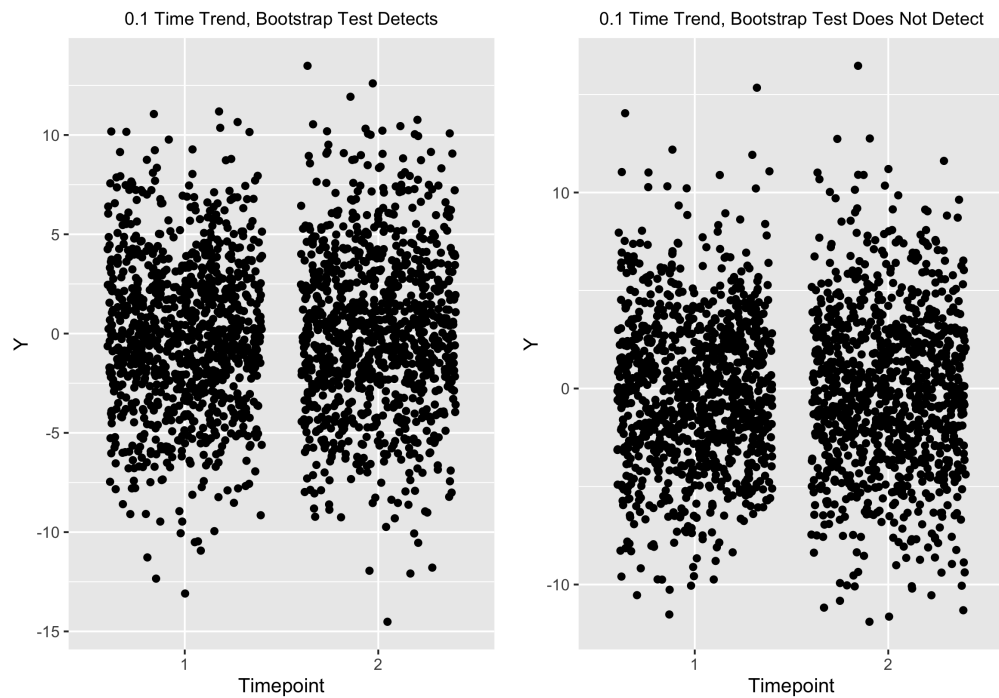 0.1 Time Trend, Bootstrap Test Detects
10
5
0
-5
-10
-15
Y
1 2
Timepoint
0.1 Time Trend, Bootstrap Test Does Not Detect
10
0
-10
Y
1 2
Timepoint